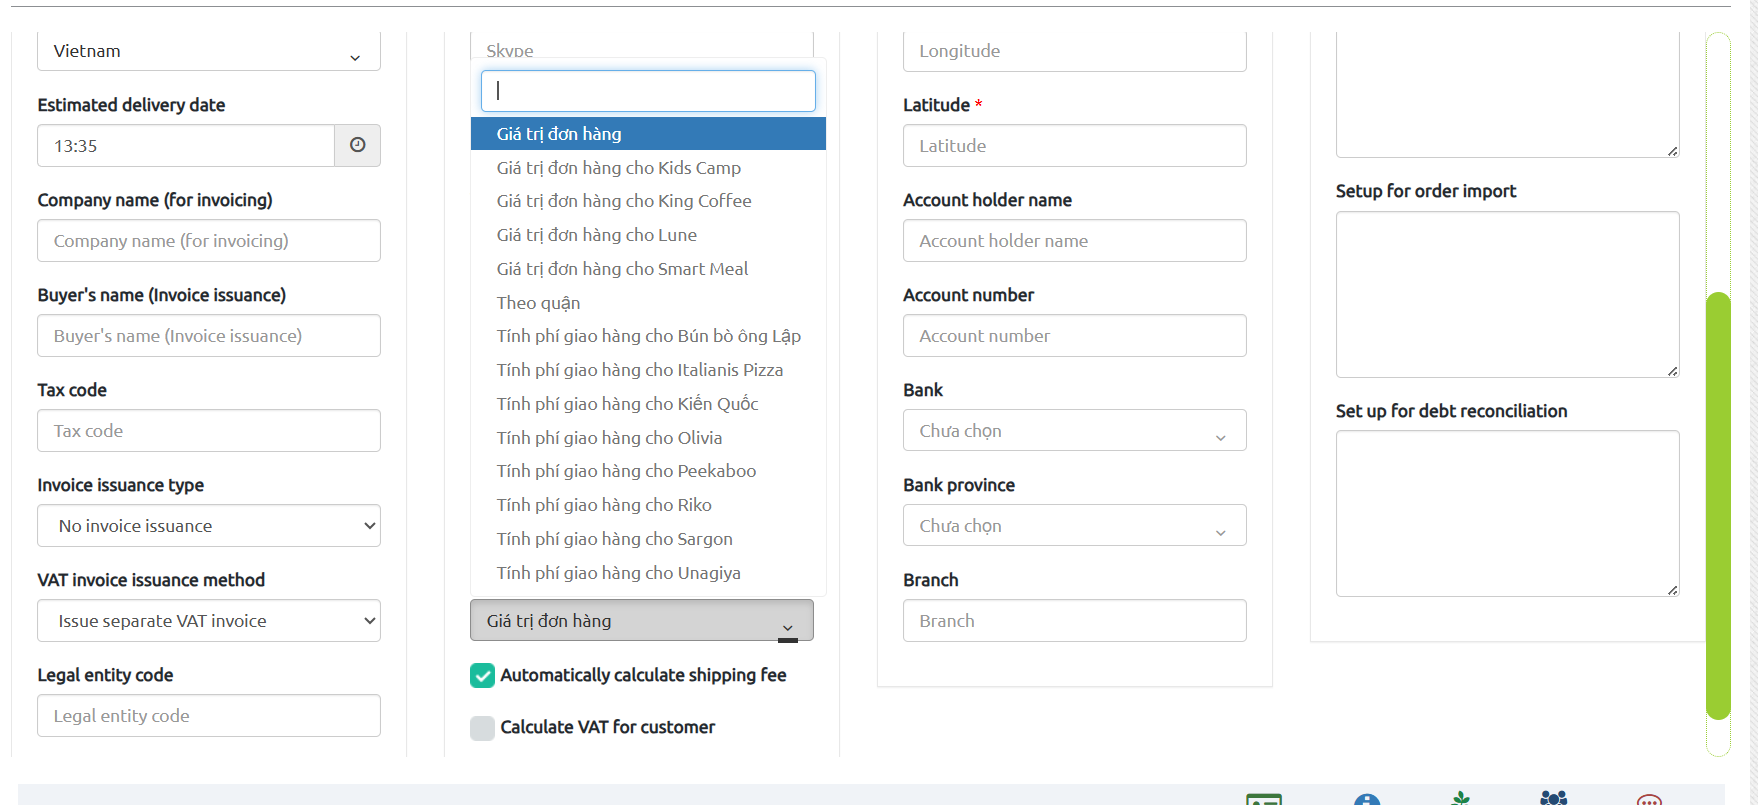 Vietnam
Estimated delivery date
13:35
Company name (for invoicing)
Company name (for invoicing)
Buyer's name (Invoice issuance)
Buyer's name (Invoice issuance)
Tax code
Tax code
Invoice issuance type
No invoice issuance
VAT invoice issuance method
Issue separate VAT invoice
Legal entity code
Legal entity code
Skype
Giá trị đơn hàng
Giá trị đơn hàng cho Kids Camp
Giá trị đơn hàng cho King Coffee
Giá trị đơn hàng cho Lune
Giá trị đơn hàng cho Smart Meal
Theo quận
Tính phí giao hàng cho Bún bò ông Lập
Tính phí giao hàng cho Italianis Pizza
Tính phí giao hàng cho Kiến Quốc
Tính phí giao hàng cho Olivia
Tính phí giao hàng cho Peekaboo
Tính phí giao hàng cho Riko
Tính phí giao hàng cho Sargon
Tính phí giao hàng cho Unagiya
Giá trị đơn hàng
Automatically calculate shipping fee
Calculate VAT for customer
Longitude
Latitude *
Latitude
Account holder name
Account holder name
Account number
Account number
Bank
Chưa chọn
Bank province
Chưa chọn
Branch
Branch
Setup for order import
Set up for debt reconciliation